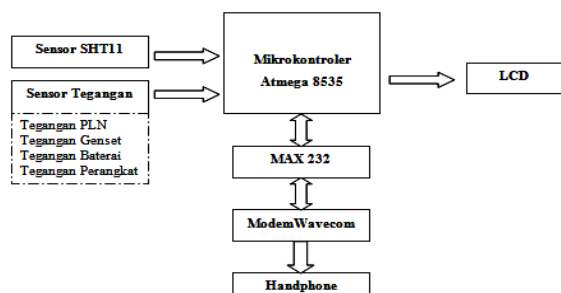 Sensor SHT11
Sensor Tegangan
Tegangan PLN
Tegangan Genset
Tegangan Baterai
Tegangan Perangkat
Mikrokontroler
Atmega 8535
LCD
MAX 232
ModemWavecom
Handphone